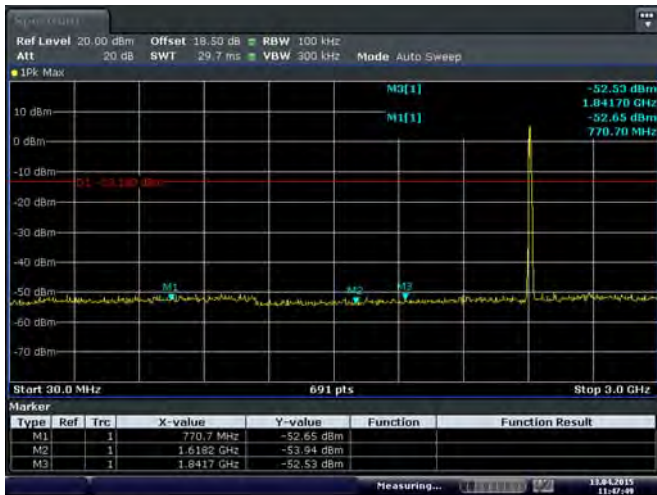 Spectrum
Ref Level 20.00 dBm Offset 18.50 dB RBW 100 kHz
Att 20 dB SWT 29.7 ms VBW 300 kHz Mode Auto Sweep
1Pk Max
M3[1] -52.53 dBm
1.84170 GHz
10 dBm
M1[1] -52.65 dBm
770.70 MHz
0 dBm
-10 dBm
-20 dBm
-30 dBm
-40 dBm
-50 dBm
M1
M2
M3
-60 dBm
-70 dBm
Start 30.0 MHz 691 pts Stop 3.0 GHz
Marker
Type Ref Trc X-value Y-value Function Function Result
M1 1 770.7 MHz -52.65 dBm
M2 1 1.6182 GHz -53.94 dBm
M3 1 1.8417 GHz -52.53 dBm
Measuring...
13.04.2015
11:47:09